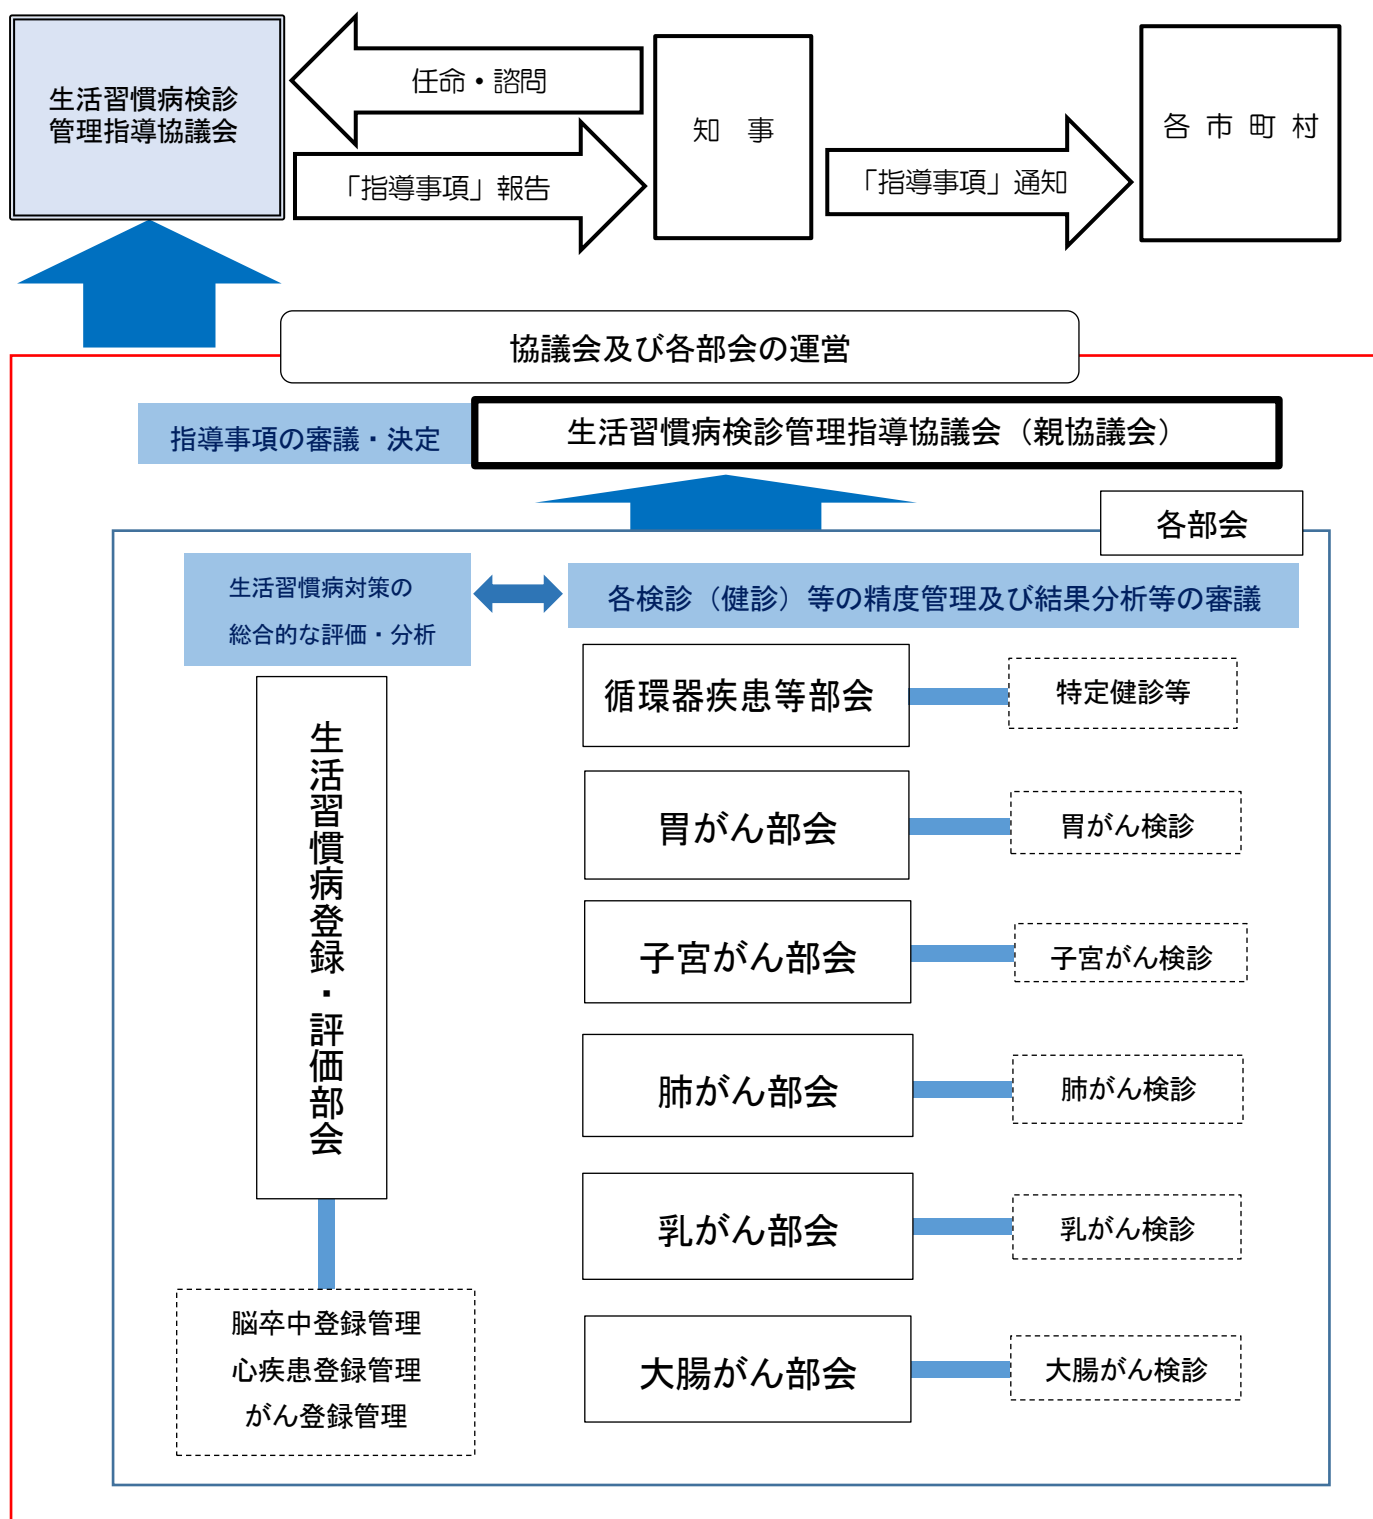 生活習慣病検診
管理指導協議会
任命・諮問
「指導事項」報告
知　事
「指導事項」通知
各 市 町 村
協議会及び各部会の運営
指導事項の審議・決定
生活習慣病検診管理指導協議会（親協議会）
各部会
生活習慣病対策の
総合的な評価・分析
各検診（健診）等の精度管理及び結果分析等の審議
生活習慣病登録・評価部会
脳卒中登録管理
心疾患登録管理
がん登録管理
循環器疾患等部会
特定健診等
胃がん部会
胃がん検診
子宮がん部会
子宮がん検診
肺がん部会
肺がん検診
乳がん部会
乳がん検診
大腸がん部会
大腸がん検診